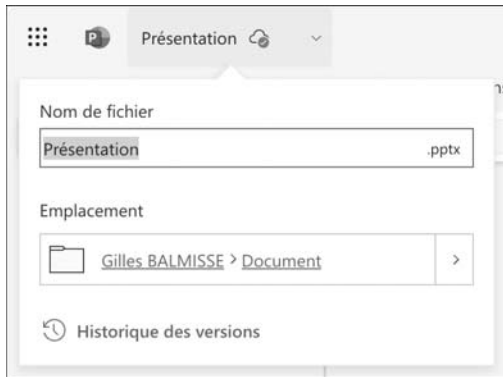 P
Présentation
Nom de fichier
Présentation .pptx
Emplacement
Gilles BALMISSE > Document
Historique des versions